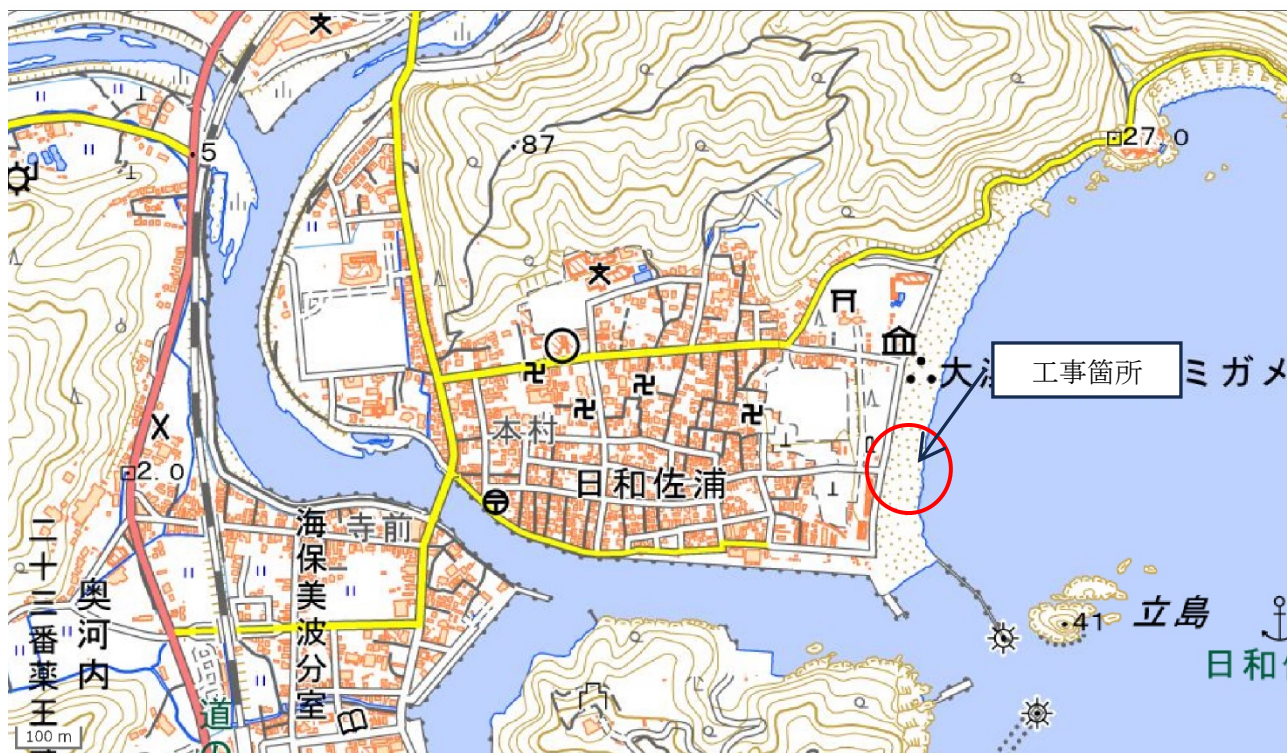 87
5
27.0
大
ミガメ
工事箇所
本村
日和佐浦
2.0
寺前
海保美波分室
奥河内
二十三番薬王
41
立島
日和
道の
100 m